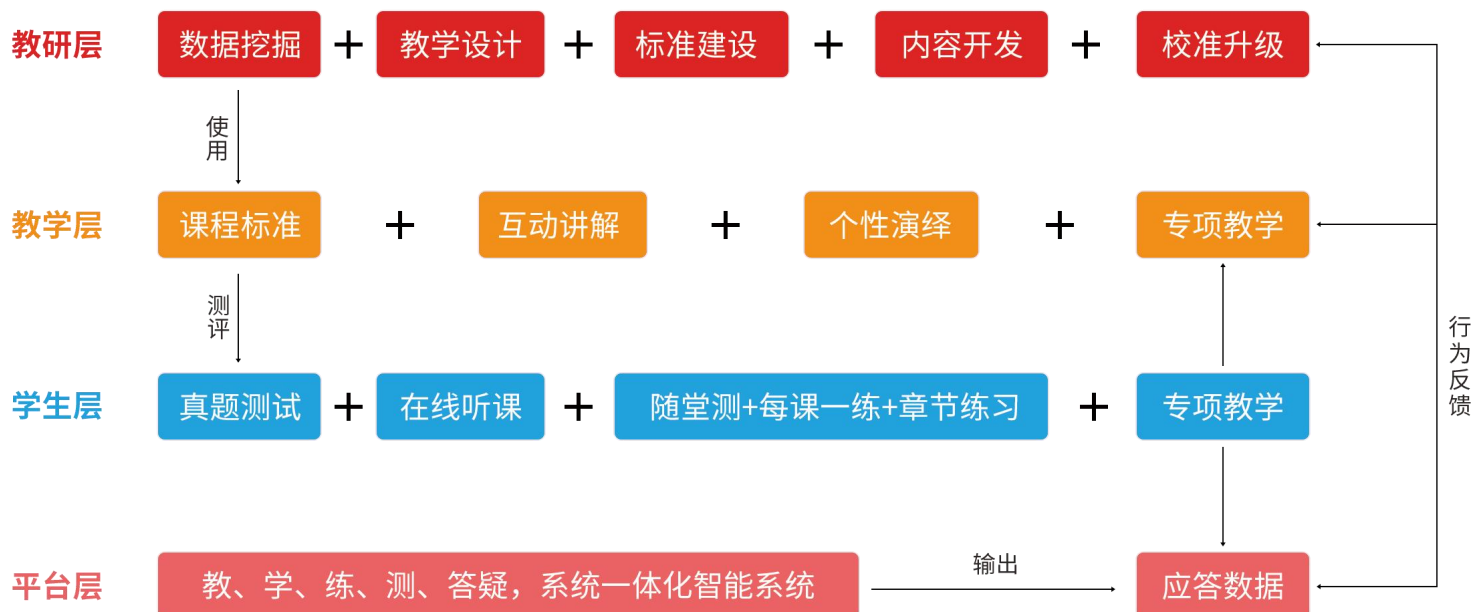 教研层 数据挖掘 + 教学设计 + 标准建设 + 内容开发 + 校准升级
使用
教学层 课程标准 + 互动讲解 + 个性演绎 + 专项教学
测评
行为反馈
学生层 真题测试 + 在线听课 + 随堂测+每课一练+章节练习 + 专项教学
输出
平台层 教、学、练、测、答疑，系统一体化智能系统 应答数据